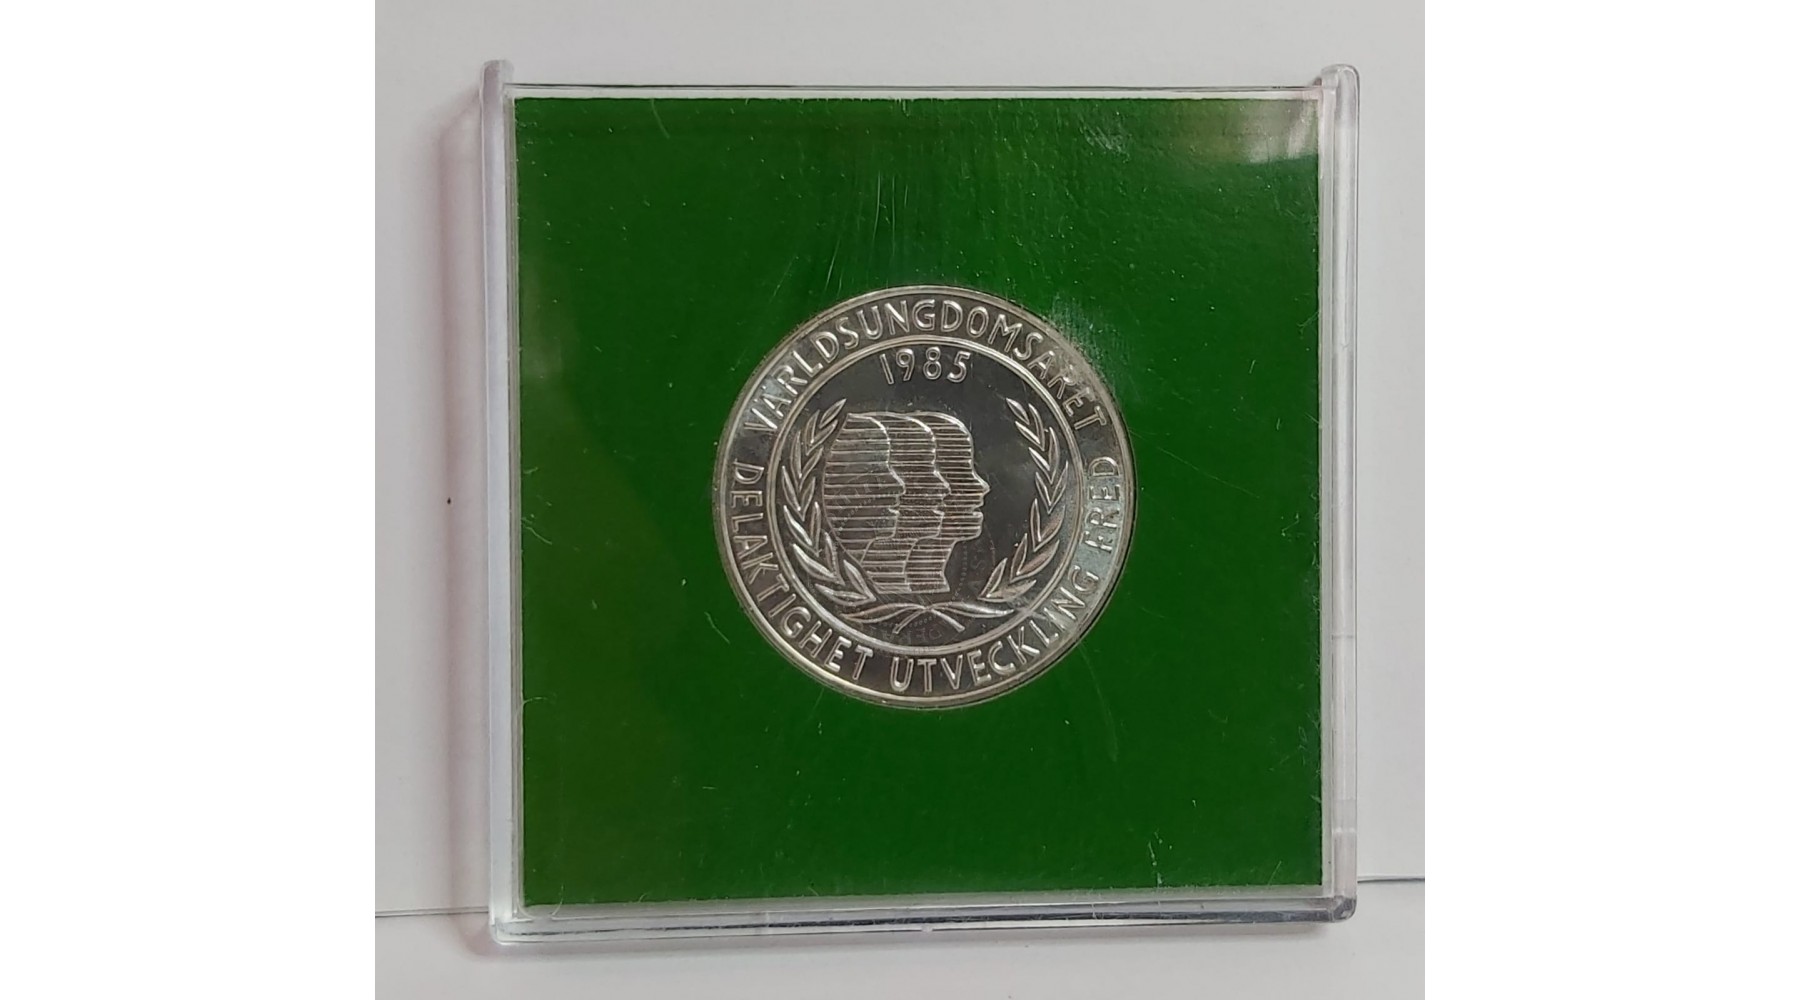 VÄRLDSUNGDOMSÅRET
1985
DELAKTIGHET UTVECKLING FRED